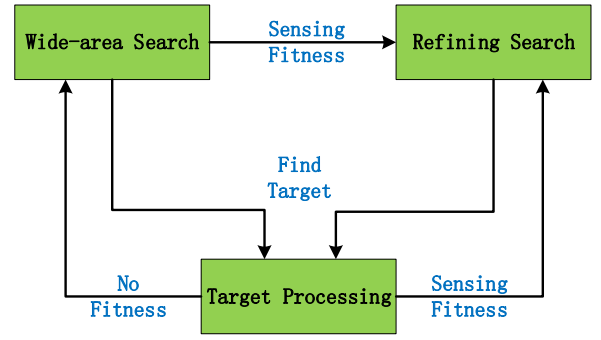 Wide-area Search
Sensing
Fitness
Refining Search
Find
Target
No
Fitness
Target Processing
Sensing
Fitness